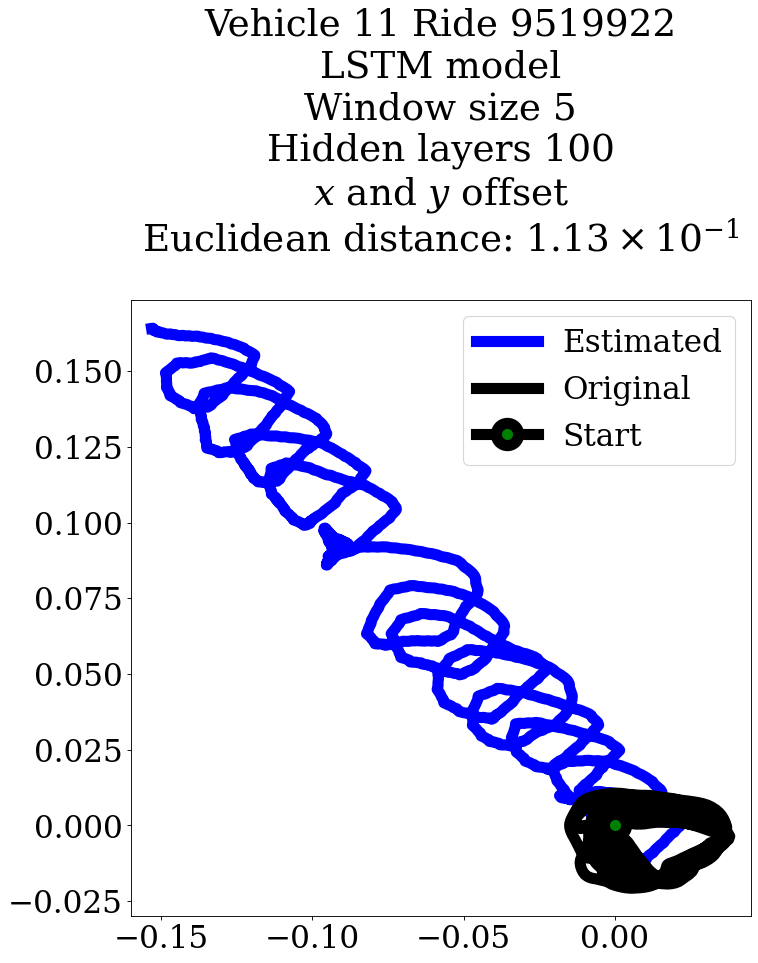 Vehicle 11 Ride 9519922
LSTM model
Window size 5
Hidden layers 100
x and y offset
Euclidean distance: 1.13 × 10⁻¹
Estimated
Original
Start
0.150
0.125
0.100
0.075
0.050
0.025
0.000
−0.025
−0.15 −0.10 −0.05 0.00